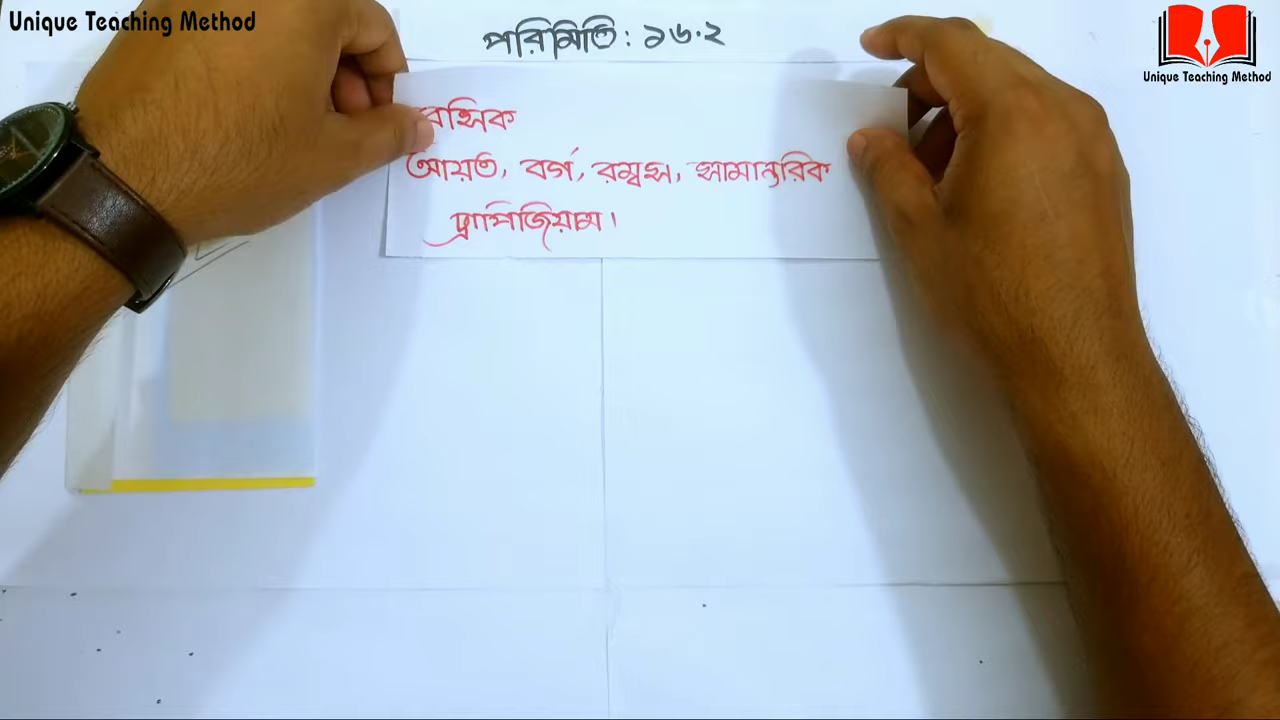 Unique Teaching Method
পরিমিতি : ১৬.২
Unique Teaching Method
বেসিক
আয়ত, বর্গ, রম্বস, সামান্তরিক
ট্রাপিজিয়াম।